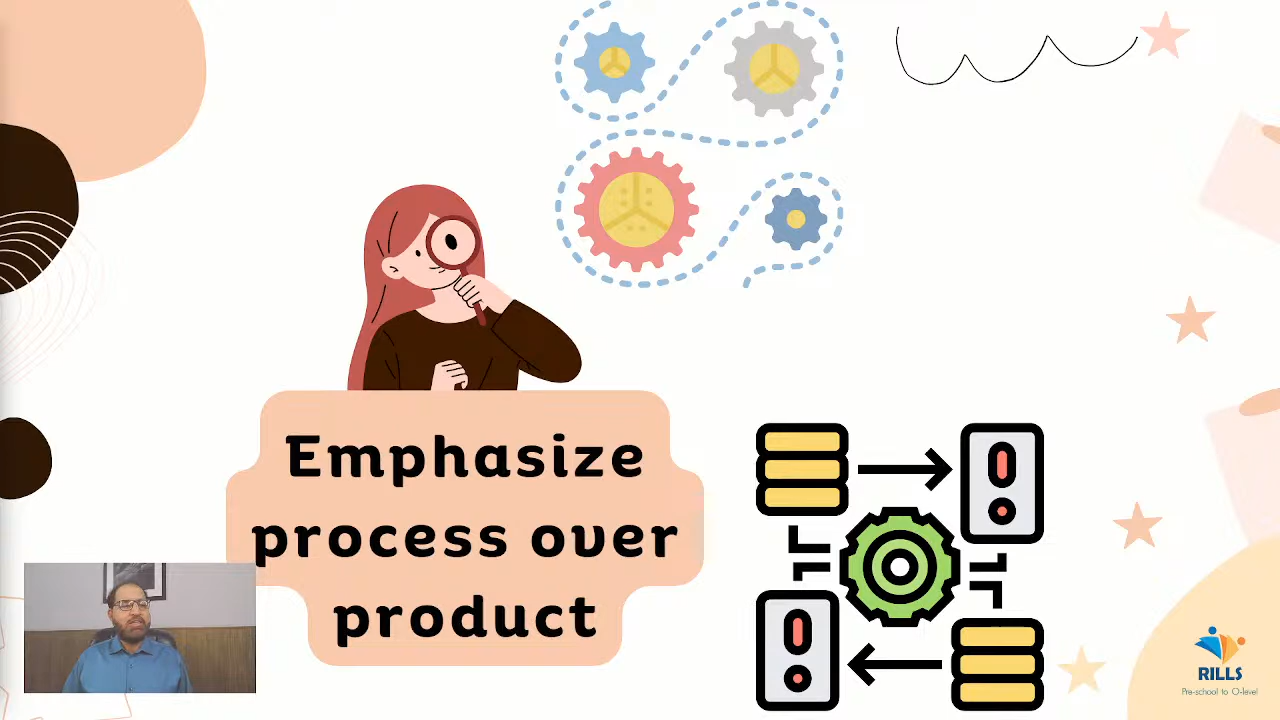 Emphasize
process over
product
RILLS
Pre-school to O-level